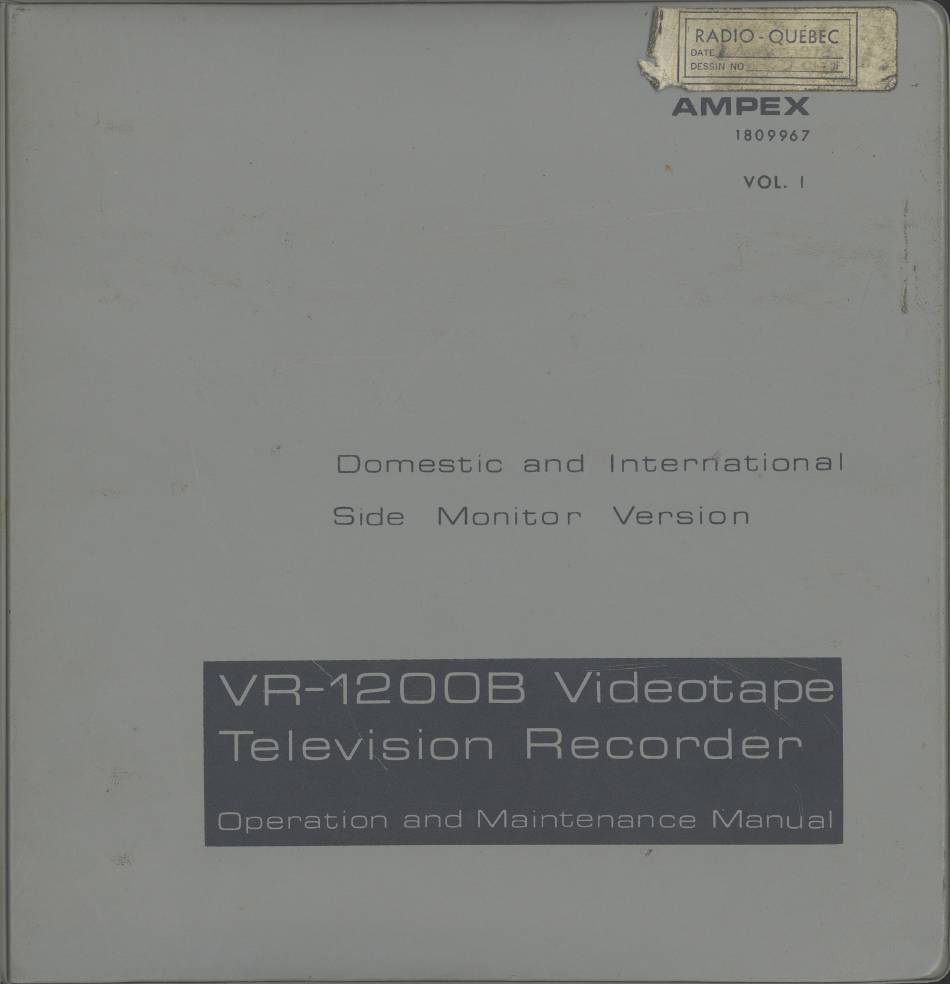 RADIO - QUÉBEC
DATE
DESSIN NO
AMPEX
1809967
VOL. I
Domestic and International
Side Monitor Version
VR-1200B Videotape
Television Recorder
Operation and Maintenance Manual